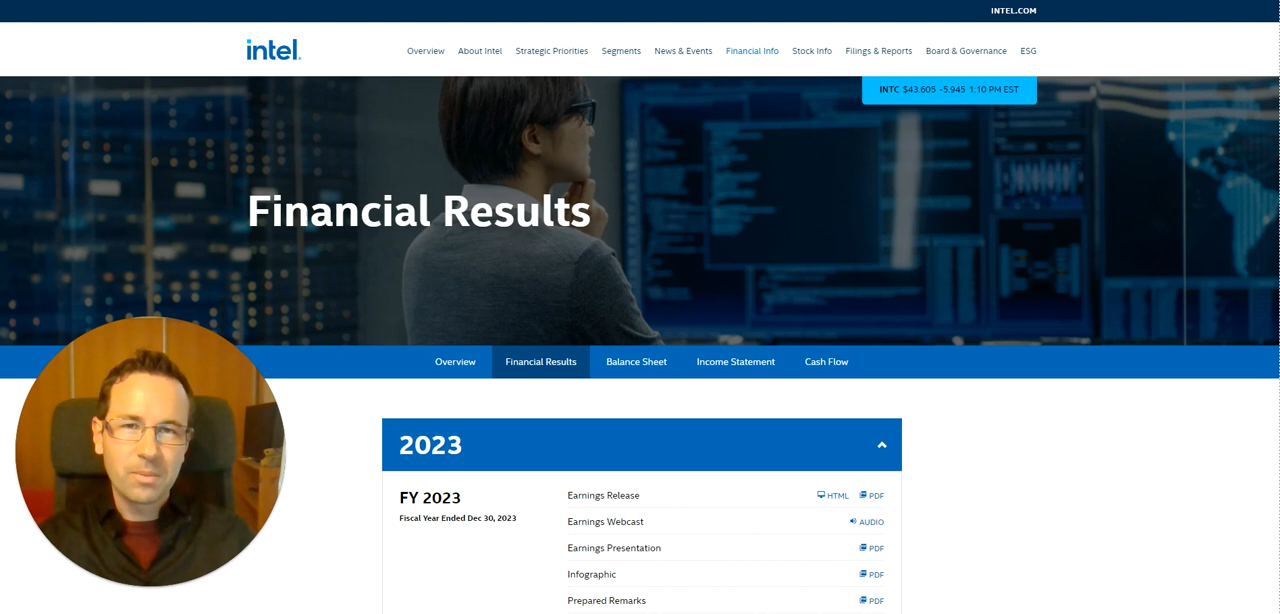 INTEL.COM
intel.
Overview About Intel Strategic Priorities Segments News & Events Financial Info Stock Info Filings & Reports Board & Governance ESG
INTC $43.605 -5.945 1:10 PM EST
Financial Results
Overview Financial Results Balance Sheet Income Statement Cash Flow
2023
FY 2023
Fiscal Year Ended Dec 30, 2023
Earnings Release HTML PDF
Earnings Webcast AUDIO
Earnings Presentation PDF
Infographic PDF
Prepared Remarks PDF